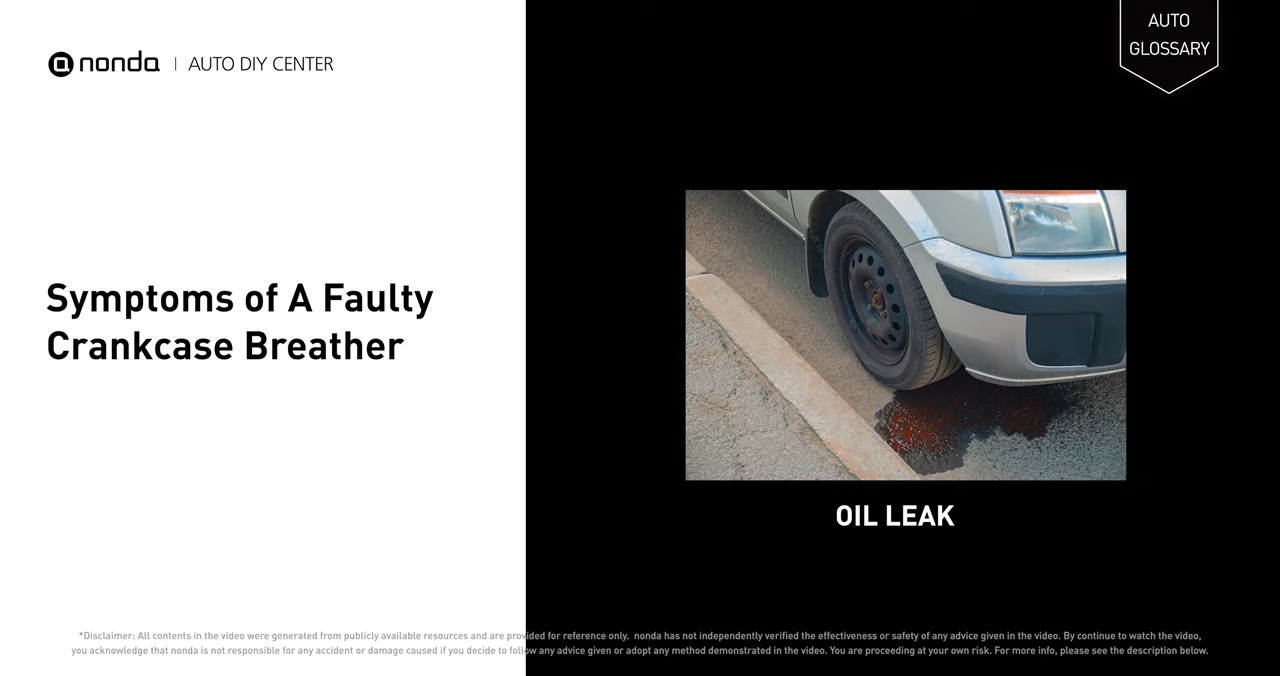 nonda | AUTO DIY CENTER
AUTO
GLOSSARY
Symptoms of A Faulty
Crankcase Breather
OIL LEAK
*Disclaimer: All contents in the video were generated from publicly available resources and are provided for reference only. nonda has not independently verified the effectiveness or safety of any advice given in the video. By continue to watch the video,
you acknowledge that nonda is not responsible for any accident or damage caused if you decide to follow any advice given or adopt any method demonstrated in the video. You are proceeding at your own risk. For more info, please see the description below.